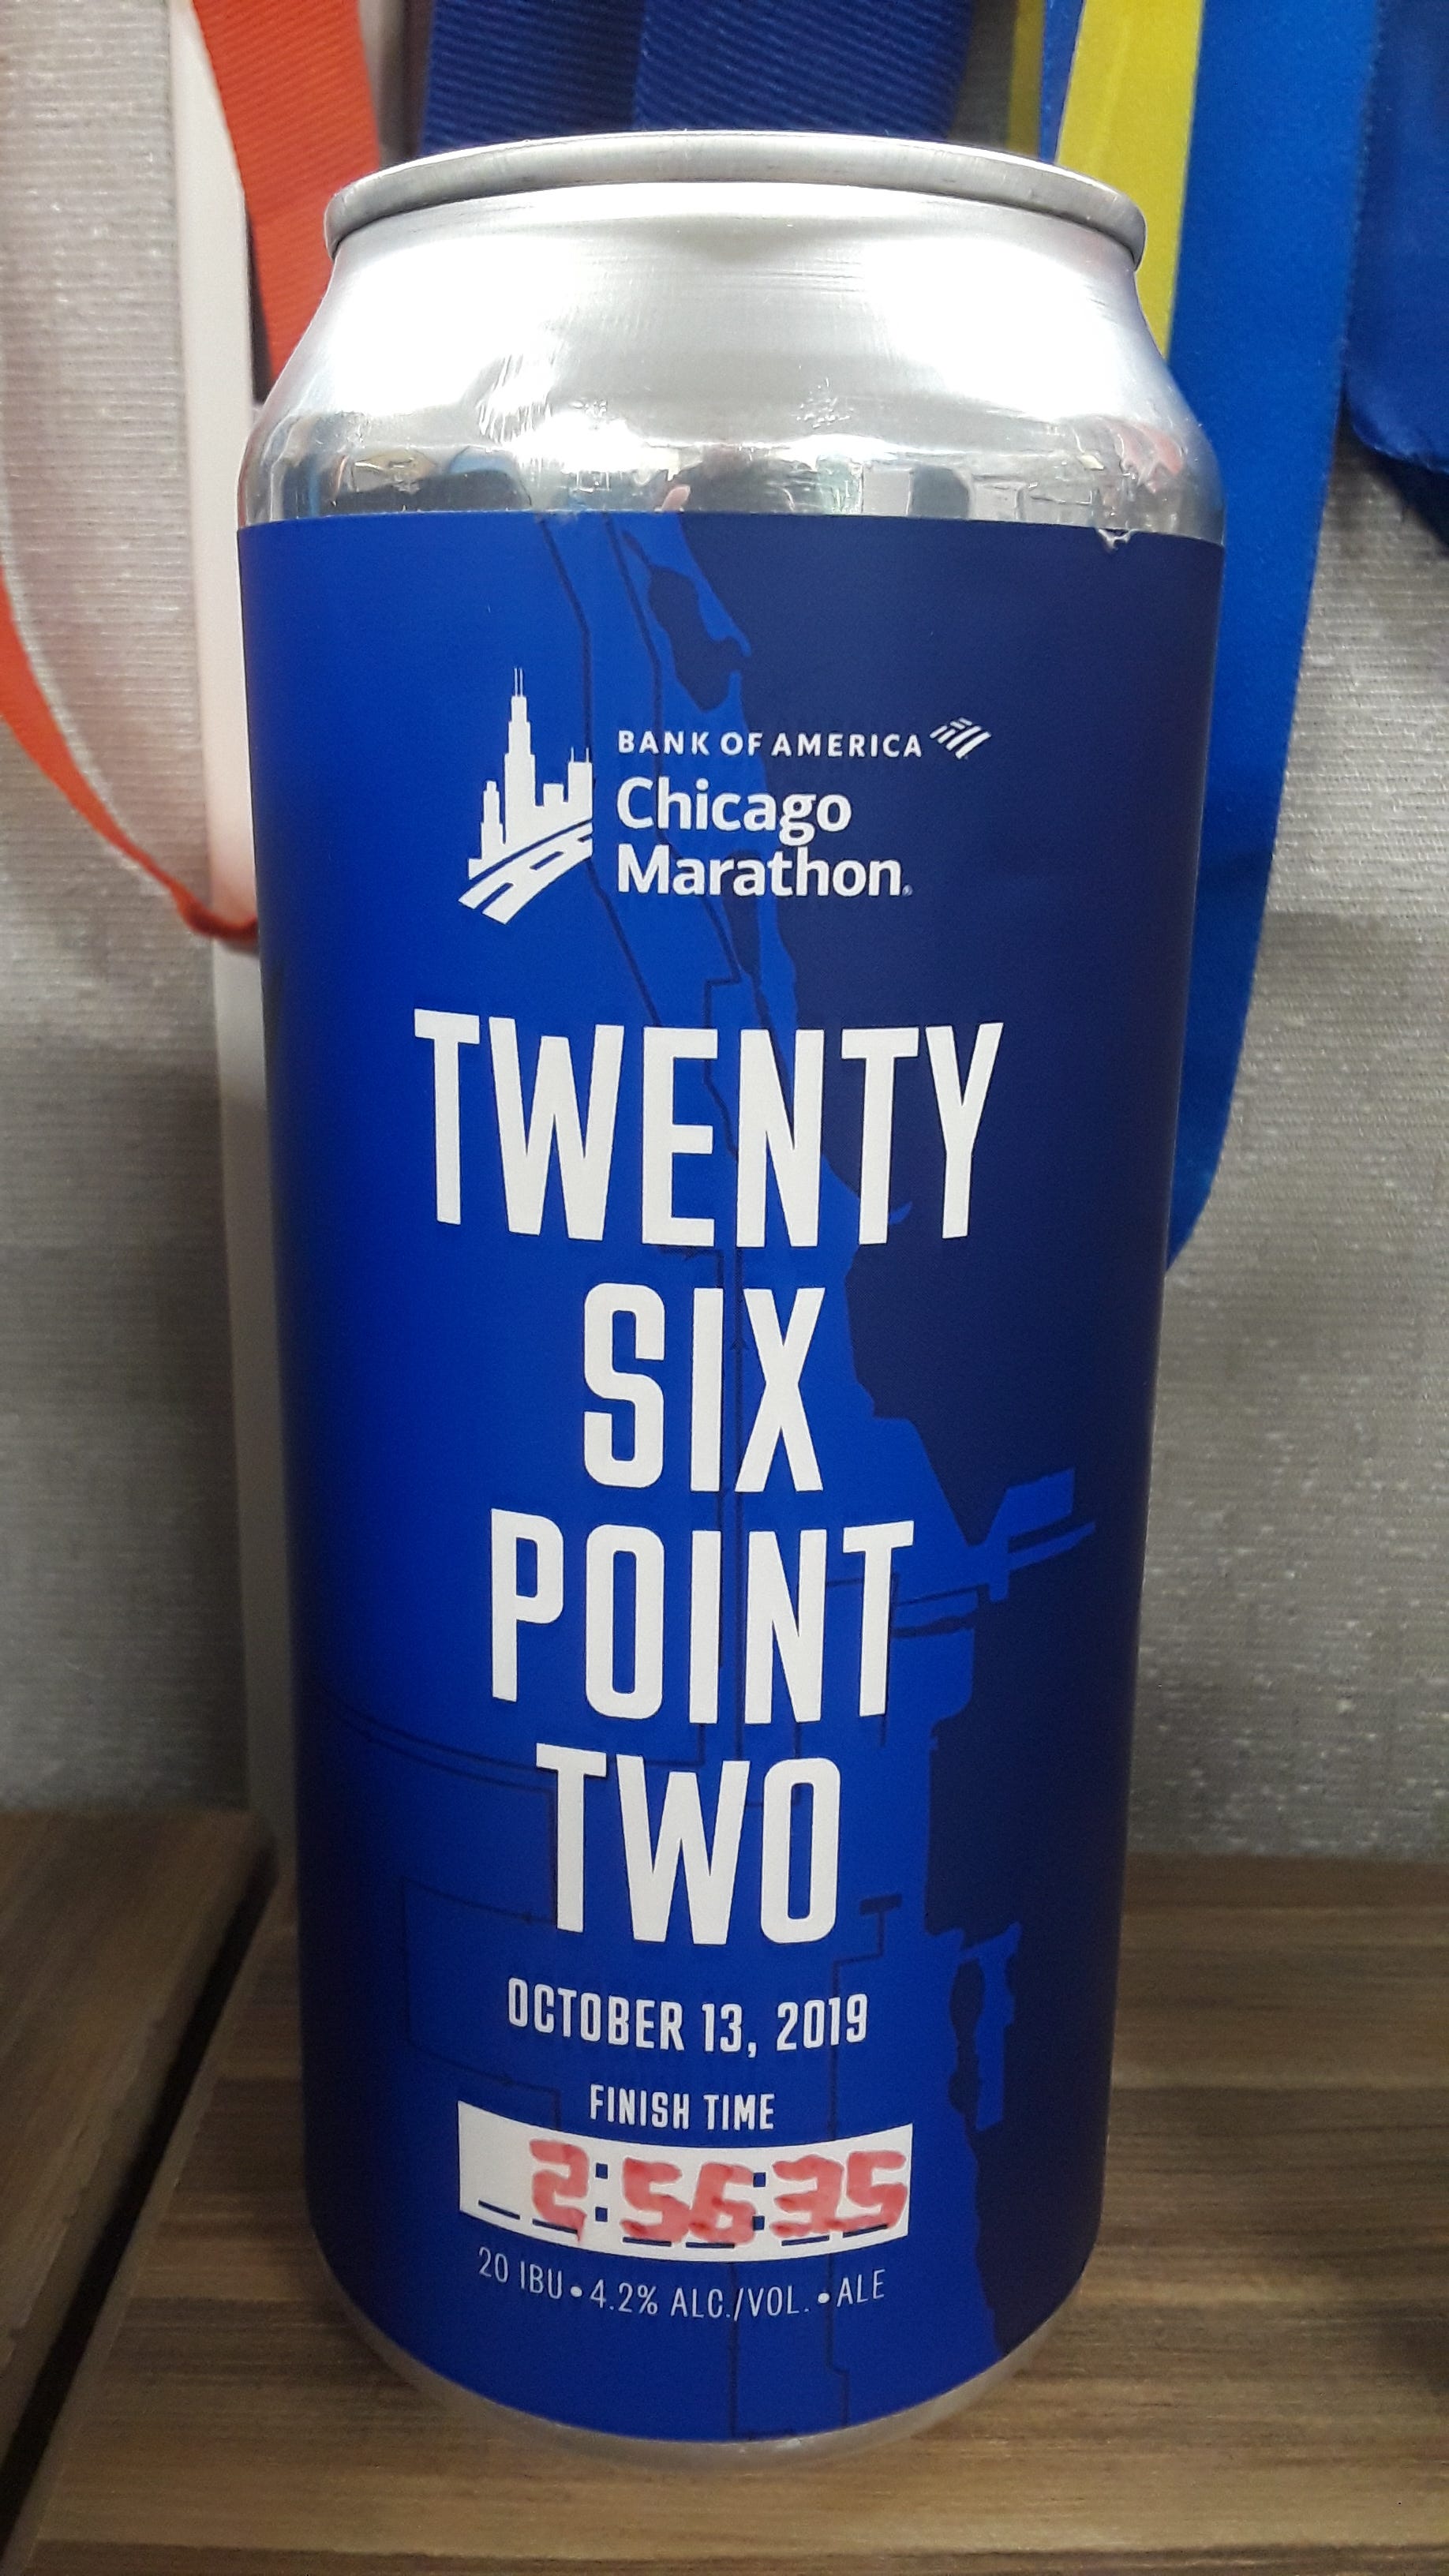 BANK OF AMERICA
Chicago
Marathon®
TWENTY
SIX
POINT
TWO
OCTOBER 13, 2019
FINISH TIME
2:56:35
20 IBU • 4.2% ALC./VOL. • ALE